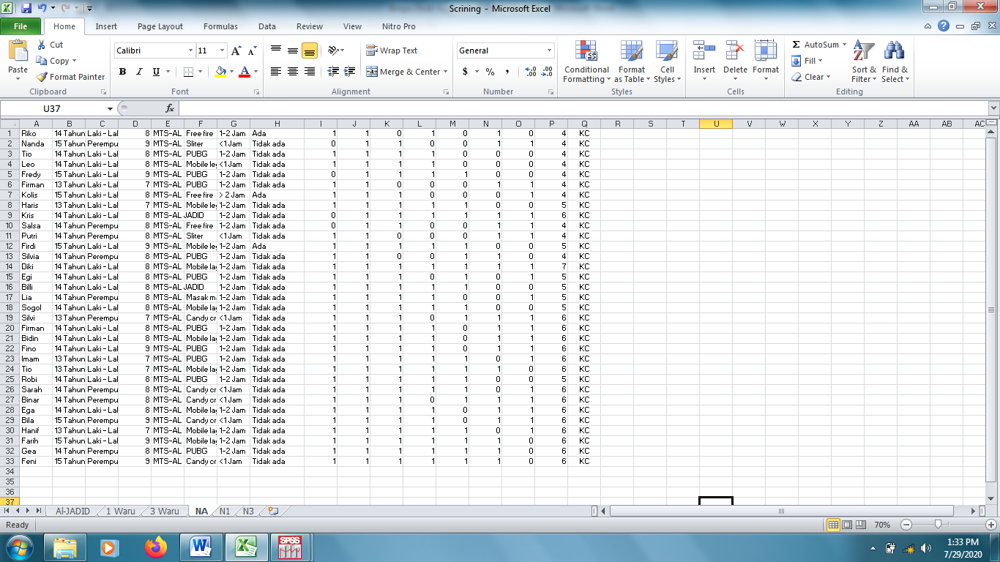 Scrining - Microsoft Excel
File Home Insert Page Layout Formulas Data Review View Nitro Pro
Cut
Copy
Format Painter
Paste
Clipboard
Calibri 11
B I U
Font
Wrap Text
Merge & Center
Alignment
General
$ % ,
Number
Conditional Formatting
Format as Table
Cell Styles
Styles
Insert Delete Format
Cells
Σ AutoSum
Fill
Clear
Sort & Filter
Find & Select
Editing
U37 fx
A B C D E F G H I J K L M N O P Q R S T U V W X Y Z AA AB AC
1 Riko 14 Tahun Laki - Lal 8 MTS-AL Free fire 1-2 Jam Ada 1 1 0 1 0 1 0 4 KC
2 Nanda 15 Tahun Perempu 9 MTS-AL Sliter <1 Jam Tidak ada 0 1 1 0 0 1 1 4 KC
3 Tio 14 Tahun Laki - Lal 8 MTS-AL PUBG 1-2 Jam Tidak ada 1 1 1 1 0 0 0 4 KC
4 Leo 14 Tahun Laki - Lal 8 MTS-AL Mobile leg <1 Jam Tidak ada 1 1 1 1 0 0 0 4 KC
5 Fredy 15 Tahun Laki - Lal 9 MTS-AL PUBG 1-2 Jam Tidak ada 0 1 1 1 1 0 0 4 KC
6 Firman 13 Tahun Laki - Lal 7 MTS-AL PUBG 1-2 Jam Tidak ada 1 1 0 0 0 1 1 4 KC
7 Kolis 15 Tahun Laki - Lal 8 MTS-AL Free fire > 2 Jam Ada 1 1 1 0 0 0 1 4 KC
8 Haris 13 Tahun Laki - Lal 7 MTS-AL Mobile leg 1-2 Jam Tidak ada 1 1 1 1 1 0 0 5 KC
9 Kris 14 Tahun Laki - Lal 8 MTS-AL JADID 1-2 Jam Tidak ada 0 1 1 1 1 1 1 6 KC
10 Salsa 14 Tahun Perempu 8 MTS-AL Free fire 1-2 Jam Tidak ada 0 1 1 0 0 1 1 4 KC
11 Putri 14 Tahun Perempu 8 MTS-AL Sliter <1 Jam Tidak ada 1 1 0 0 0 1 1 4 KC
12 Firdi 15 Tahun Laki - Lal 9 MTS-AL Mobile leg 1-2 Jam Ada 1 1 1 1 1 0 0 5 KC
13 Silvia 14 Tahun Perempu 8 MTS-AL PUBG 1-2 Jam Tidak ada 1 1 0 0 1 1 0 4 KC
14 Diki 14 Tahun Laki - Lal 8 MTS-AL Mobile lag 1-2 Jam Tidak ada 1 1 1 1 1 1 1 7 KC
15 Egi 14 Tahun Laki - Lal 8 MTS-AL PUBG 1-2 Jam Tidak ada 1 1 1 0 1 0 1 5 KC
16 Billi 14 Tahun Laki - Lal 8 MTS-AL JADID 1-2 Jam Tidak ada 1 1 1 1 1 0 0 5 KC
17 Lia 14 Tahun Perempu 8 MTS-AL Masak ma 1-2 Jam Tidak ada 1 1 1 1 0 0 1 5 KC
18 Sogol 14 Tahun Laki - Lal 8 MTS-AL Mobile lag 1-2 Jam Tidak ada 1 1 1 1 1 0 0 5 KC
19 Silvi 13 Tahun Perempu 7 MTS-AL Candy cr <1 Jam Tidak ada 1 1 1 0 1 1 1 6 KC
20 Firman 14 Tahun Laki - Lal 8 MTS-AL PUBG 1-2 Jam Tidak ada 1 1 1 1 0 1 1 6 KC
21 Bidin 14 Tahun Laki - Lal 8 MTS-AL Mobile lag 1-2 Jam Tidak ada 1 1 1 1 0 1 1 6 KC
22 Fino 14 Tahun Laki - Lal 9 MTS-AL PUBG 1-2 Jam Tidak ada 1 1 1 1 0 1 1 6 KC
23 Imam 13 Tahun Laki - Lal 7 MTS-AL PUBG 1-2 Jam Tidak ada 1 1 1 1 1 0 1 6 KC
24 Tio 13 Tahun Laki - Lal 7 MTS-AL Mobile lag 1-2 Jam Tidak ada 1 1 1 1 0 1 1 6 KC
25 Robi 14 Tahun Laki - Lal 8 MTS-AL PUBG 1-2 Jam Tidak ada 1 1 1 1 1 0 0 5 KC
26 Sarah 14 Tahun Perempu 8 MTS-AL Candy cr <1 Jam Tidak ada 1 1 1 1 1 0 1 6 KC
27 Binar 14 Tahun Perempu 8 MTS-AL Candy cr <1 Jam Tidak ada 1 1 1 0 1 1 1 6 KC
28 Ega 14 Tahun Laki - Lal 8 MTS-AL Mobile lag 1-2 Jam Tidak ada 1 1 1 1 0 1 1 6 KC
29 Bila 15 Tahun Perempu 9 MTS-AL Candy cr <1 Jam Tidak ada 1 1 1 1 0 1 1 6 KC
30 Hanif 13 Tahun Laki - Lal 7 MTS-AL Mobile lag 1-2 Jam Tidak ada 1 1 1 1 1 0 1 6 KC
31 Farih 15 Tahun Laki - Lal 9 MTS-AL Mobile lag 1-2 Jam Tidak ada 1 1 1 1 1 1 0 6 KC
32 Gea 14 Tahun Perempu 8 MTS-AL PUBG 1-2 Jam Tidak ada 1 1 1 1 1 1 0 6 KC
33 Feni 15 Tahun Perempu 9 MTS-AL Candy cr <1 Jam Tidak ada 1 1 1 1 1 1 0 6 KC
34
35
36
37
Al-JADID 1 Waru 3 Waru NA N1 N3
Ready 70%
SPSS
1:33 PM
7/29/2020